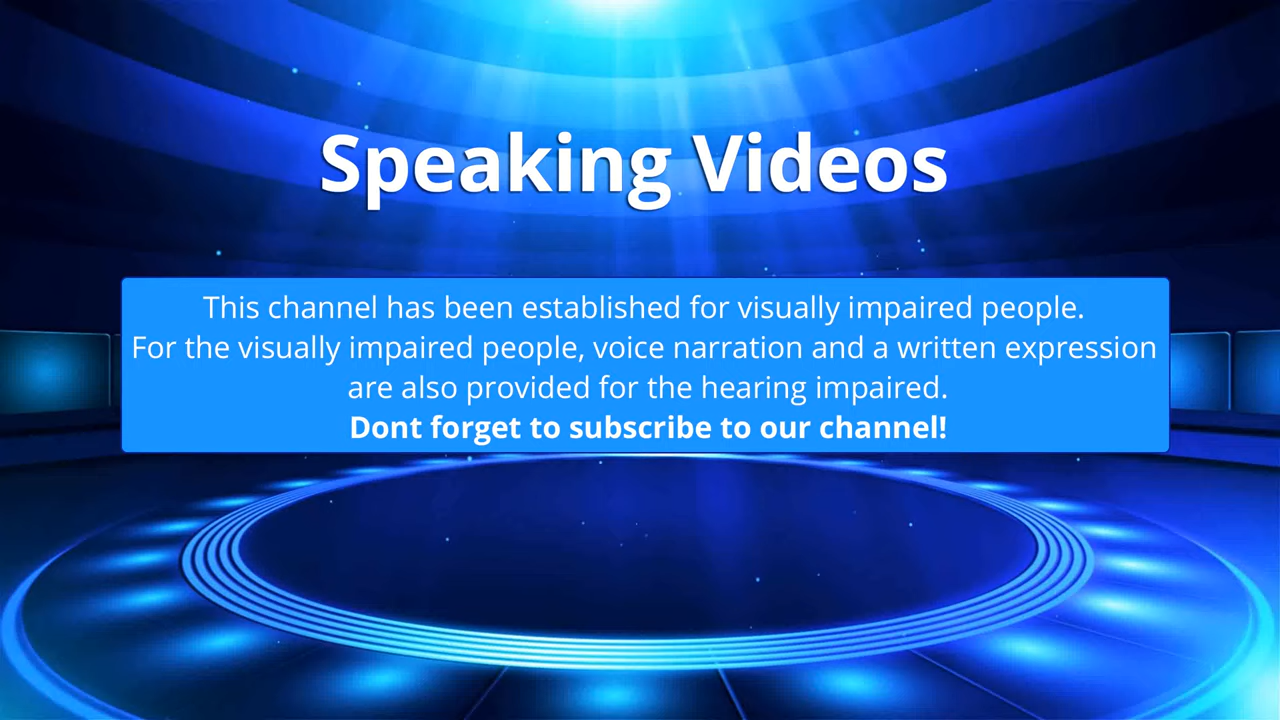 Speaking Videos
This channel has been established for visually impaired people.
For the visually impaired people, voice narration and a written expression
are also provided for the hearing impaired.
Dont forget to subscribe to our channel!